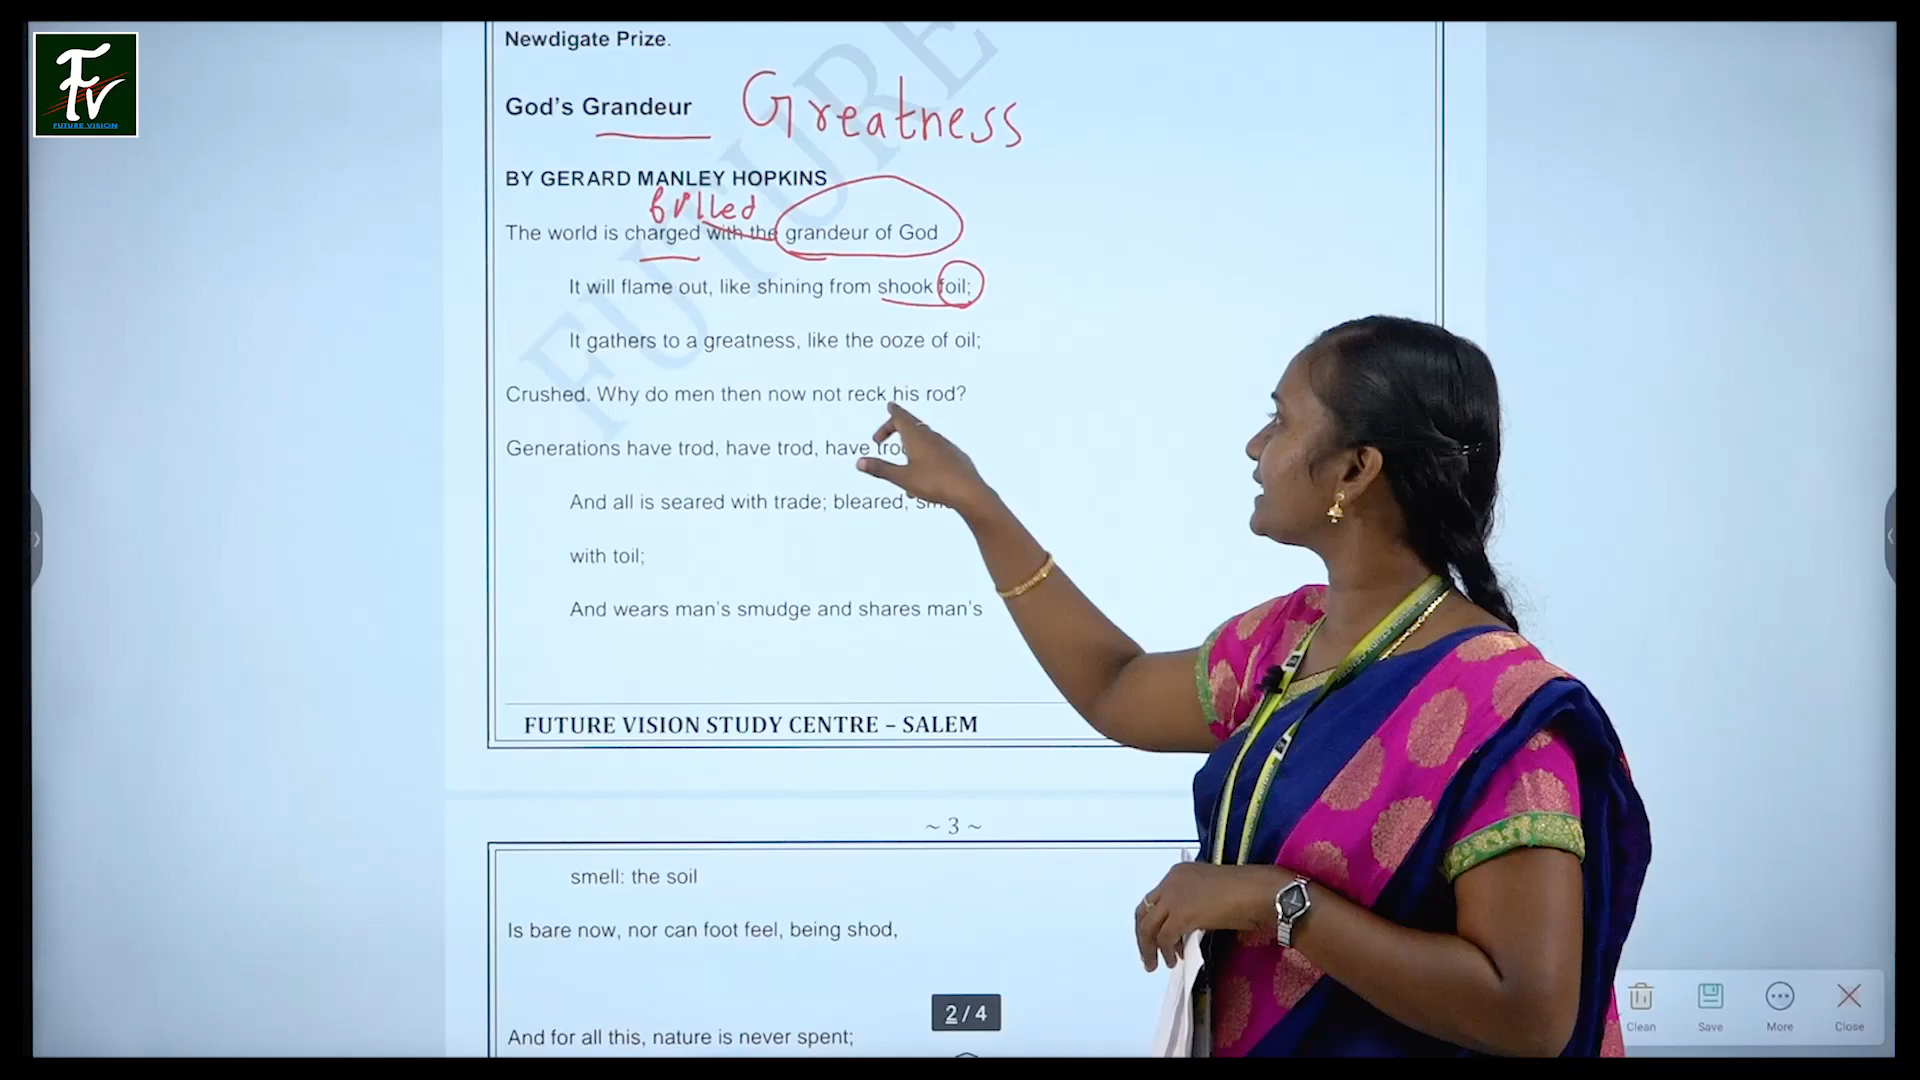 FV
FUTURE VISION
Newdigate Prize.
God's Grandeur Greatness
BY GERARD MANLEY HOPKINS
filled
The world is charged with the grandeur of God
It will flame out, like shining from shook foil;
It gathers to a greatness, like the ooze of oil;
Crushed. Why do men then now not reck his rod?
Generations have trod, have trod, have
And all is seared with trade; bleared,
with toil;
And wears man's smudge and shares man's
FUTURE VISION STUDY CENTRE – SALEM
~ 3 ~
smell: the soil
Is bare now, nor can foot feel, being shod,
2 / 4
And for all this, nature is never spent;
Clean Save More Close
FUTURE